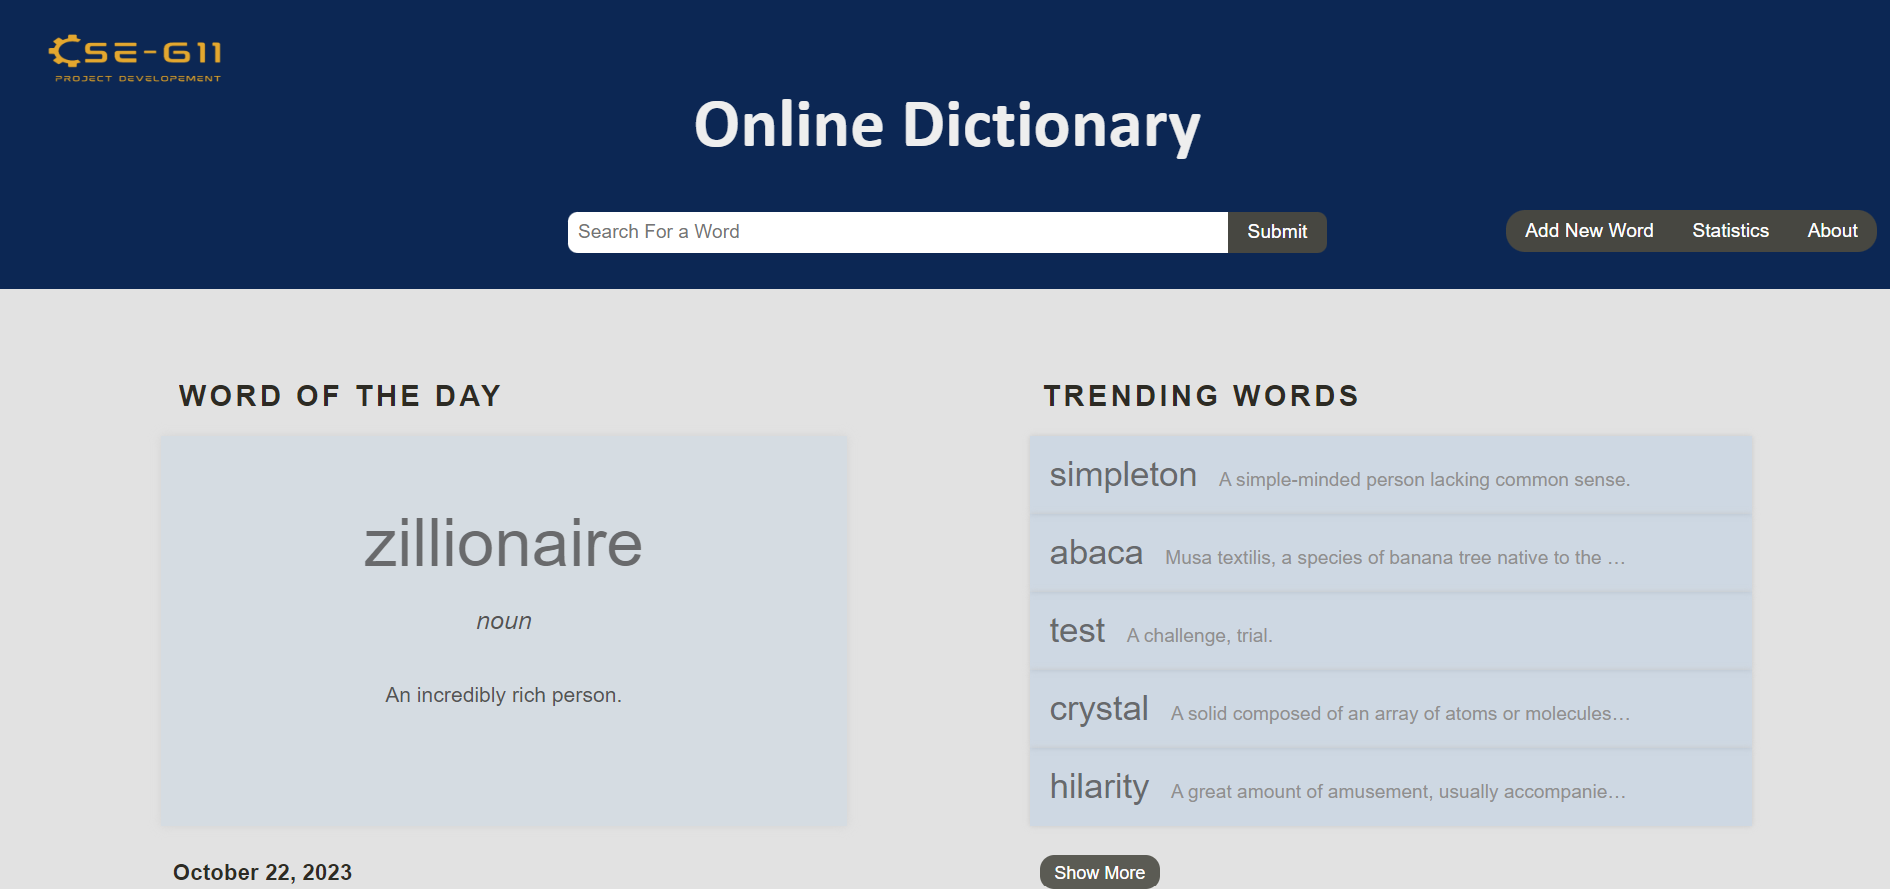 CSE-G11
PROJECT DEVELOPEMENT
Online Dictionary
Search For a Word
Submit
Add New Word
Statistics
About
WORD OF THE DAY
zillionaire
noun
An incredibly rich person.
October 22, 2023
TRENDING WORDS
simpleton A simple-minded person lacking common sense.
abaca Musa textilis, a species of banana tree native to the …
test A challenge, trial.
crystal A solid composed of an array of atoms or molecules…
hilarity A great amount of amusement, usually accompanie…
Show More